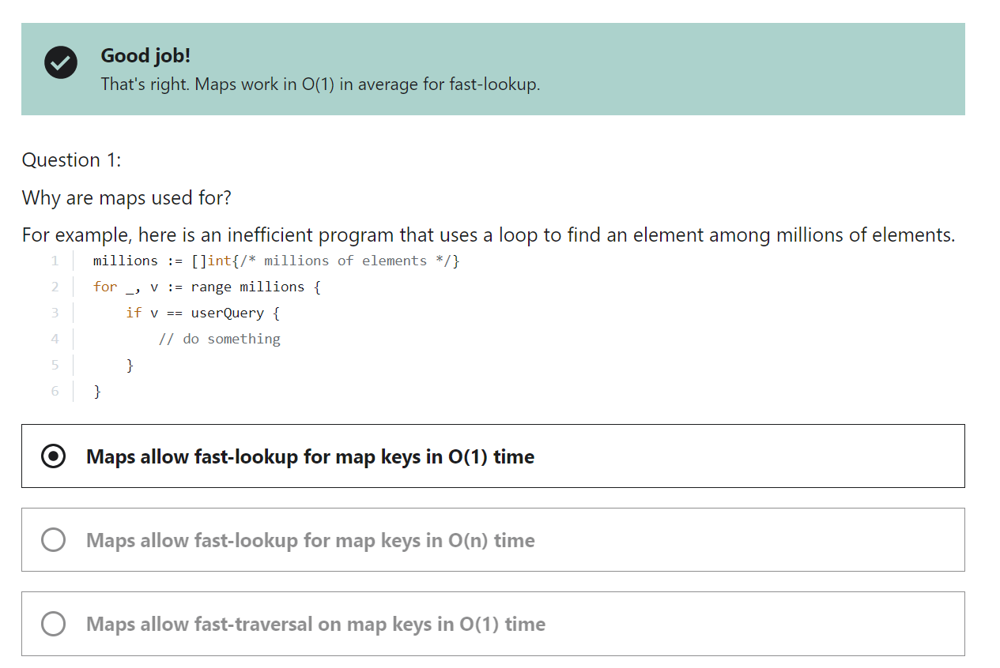 Good job!
That's right. Maps work in O(1) in average for fast-lookup.
Question 1:
Why are maps used for?
For example, here is an inefficient program that uses a loop to find an element among millions of elements.
1 millions := []int{/* millions of elements */}
2 for _, v := range millions {
3     if v == userQuery {
4         // do something
5     }
6 }
Maps allow fast-lookup for map keys in O(1) time
Maps allow fast-lookup for map keys in O(n) time
Maps allow fast-traversal on map keys in O(1) time